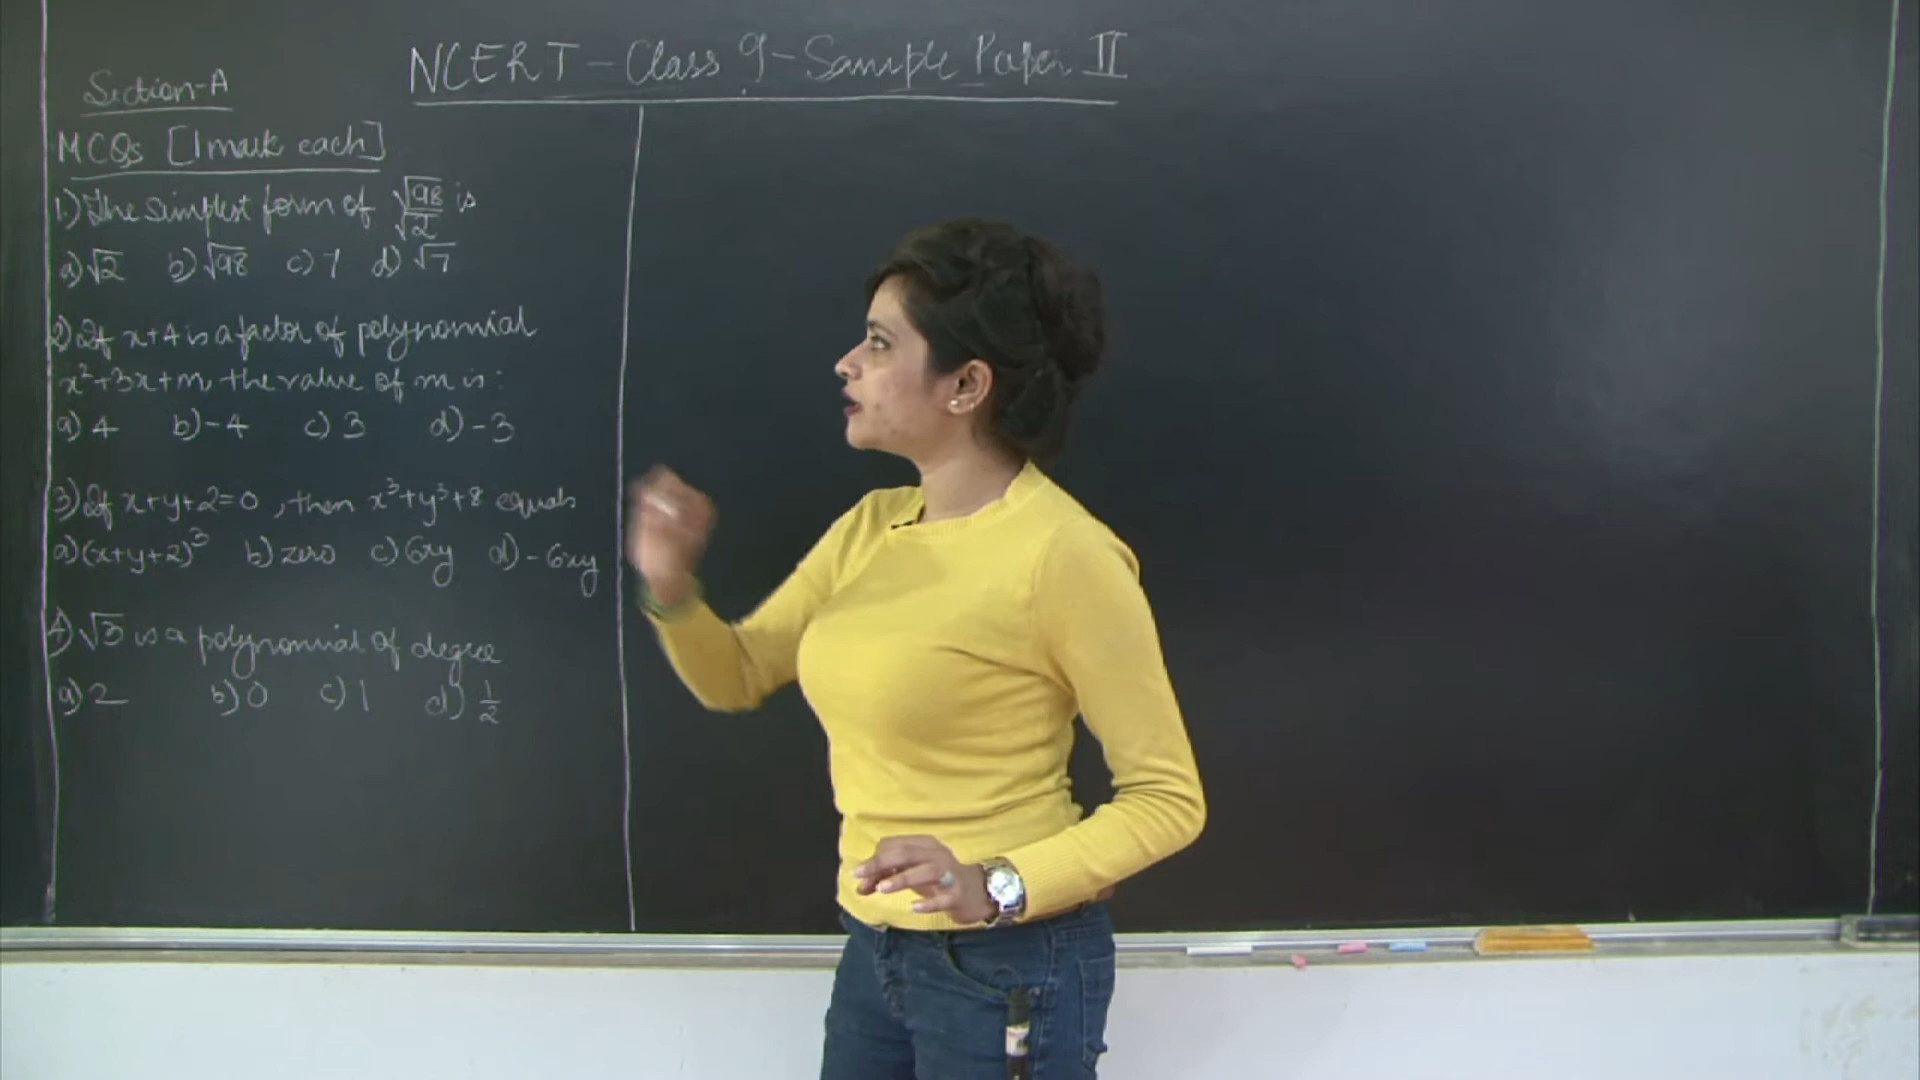 NCERT - Class 9 - Sample Paper II
Section-A
MCQs [1 mark each]
1.) The simplest form of √98/√2 is
a) √2 b) √98 c) 7 d) √7
2) If x+4 is a factor of polynomial
x²+3x+m, the value of m is:
a) 4 b) -4 c) 3 d) -3
3) If x+y+2=0, then x³+y³+8 equals
a) (x+y+2)³ b) zero c) 6xy d) -6xy
4) √3 is a polynomial of degree
a) 2 b) 0 c) 1 d) 1/2